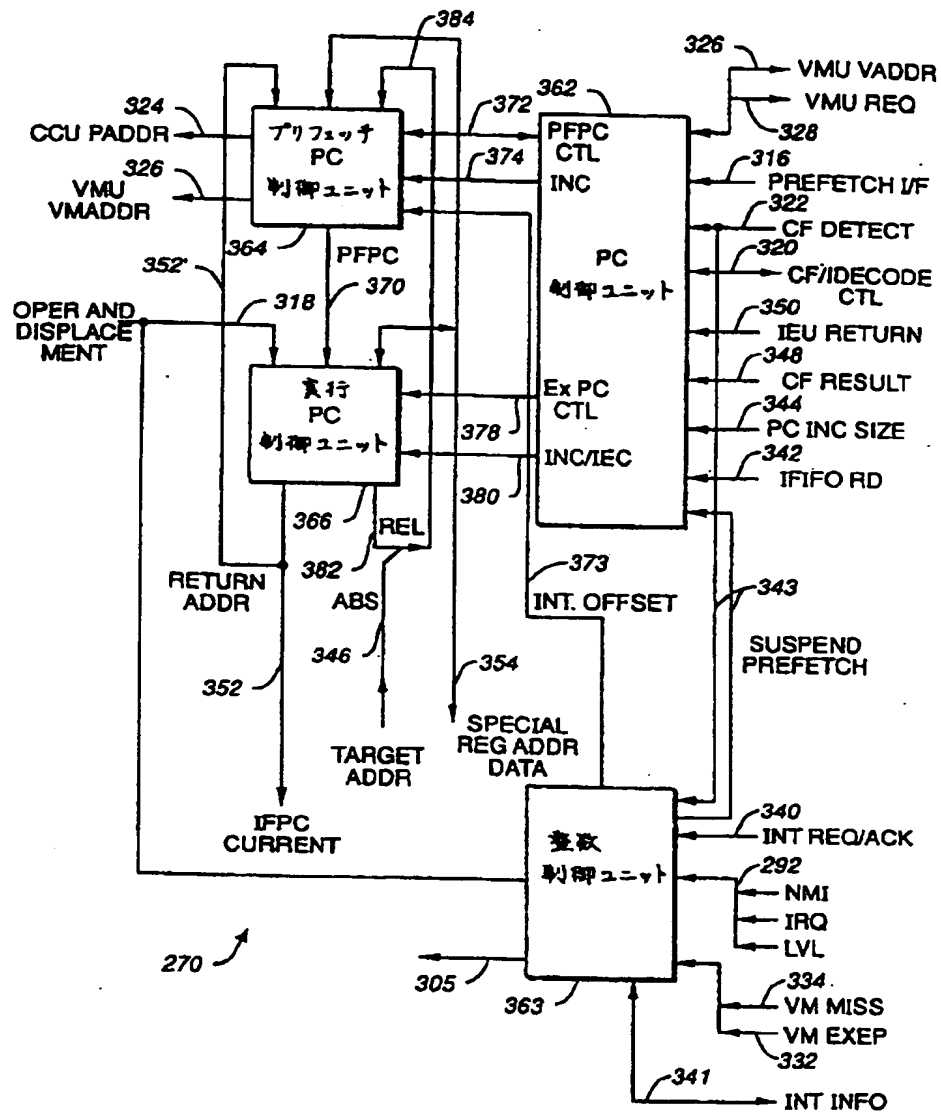 384
326
VMU VADDR
362
324
372
VMU REQ
CCU PADDR
プリフェッチ
PC
制御ユニット
PFPC
CTL
328
326
374
316
INC
PREFETCH I/F
VMU
VMADDR
322
CF DETECT
364
PFPC
PC
制御ユニット
320
352'
370
CF/IDECODE
CTL
318
OPER AND
DISPLACE
MENT
350
IEU RETURN
実行
PC
制御ユニット
348
Ex PC
CTL
CF RESULT
378
344
PC INC SIZE
INC/IEC
342
380
IFIFO RD
366
REL
382
373
RETURN
ADDR
ABS
INT. OFFSET
343
346
SUSPEND
PREFETCH
352
354
SPECIAL
REG ADDR
DATA
TARGET
ADDR
IFPC
CURRENT
340
INT REQ/ACK
整数
制御ユニット
292
NMI
IRQ
LVL
270
305
334
363
VM MISS
VM EXEP
332
341
INT INFO